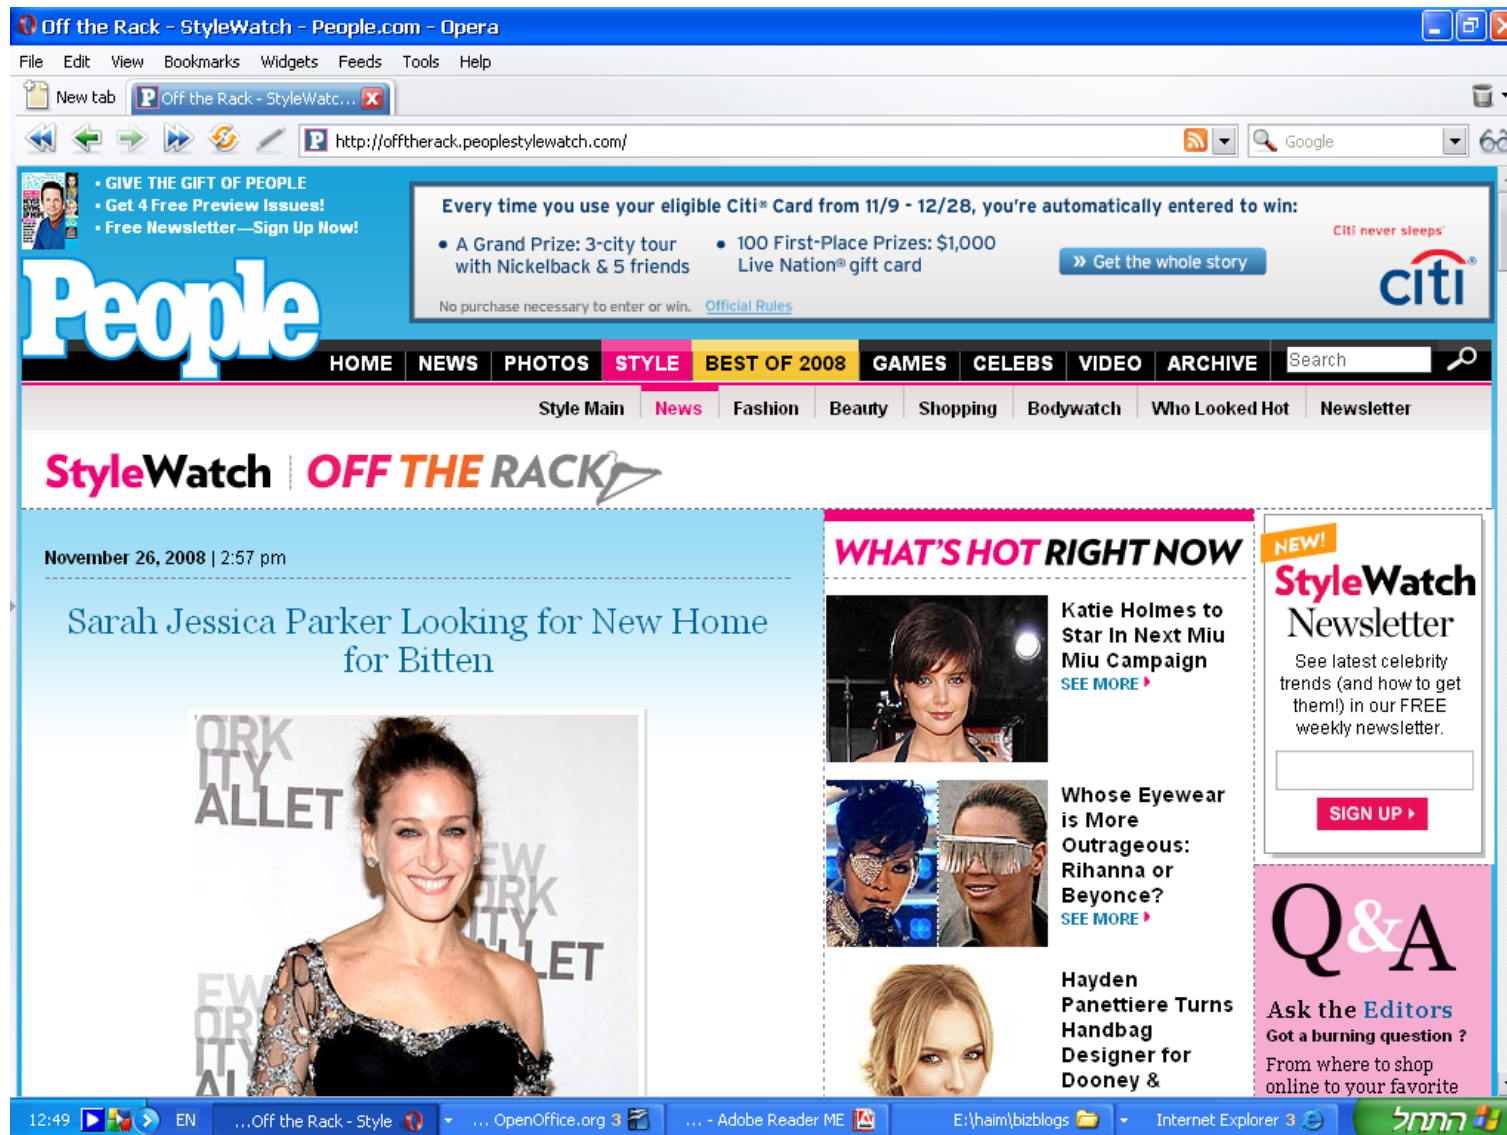 Off the Rack - StyleWatch - People.com - Opera
File Edit View Bookmarks Widgets Feeds Tools Help
New tab
Off the Rack - StyleWatc...
http://offtherack.peoplestylewatch.com/
Google
• GIVE THE GIFT OF PEOPLE
• Get 4 Free Preview Issues!
• Free Newsletter—Sign Up Now!
Every time you use your eligible Citi® Card from 11/9 - 12/28, you're automatically entered to win:
• A Grand Prize: 3-city tour
with Nickelback & 5 friends
• 100 First-Place Prizes: $1,000
Live Nation® gift card
» Get the whole story
Citi never sleeps®
citi®
No purchase necessary to enter or win. Official Rules
People
HOME NEWS PHOTOS STYLE BEST OF 2008 GAMES CELEBS VIDEO ARCHIVE Search
Style Main News Fashion Beauty Shopping Bodywatch Who Looked Hot Newsletter
StyleWatch | OFF THE RACK
November 26, 2008 | 2:57 pm
Sarah Jessica Parker Looking for New Home
for Bitten
ORK
ITY
ALLET
EW
ORK
ITY
LLET
EW
OR
ITY
AL
WHAT'S HOT RIGHT NOW
Katie Holmes to
Star In Next Miu
Miu Campaign
SEE MORE
Whose Eyewear
is More
Outrageous:
Rihanna or
Beyonce?
SEE MORE
Hayden
Panettiere Turns
Handbag
Designer for
Dooney &
NEW!
StyleWatch
Newsletter
See latest celebrity
trends (and how to get
them!) in our FREE
weekly newsletter.
SIGN UP
Q&A
Ask the Editors
Got a burning question ?
From where to shop
online to your favorite
12:49
EN
...Off the Rack - Style
... OpenOffice.org 3
... - Adobe Reader ME
E:\haim\bizblogs
Internet Explorer 3
התחל